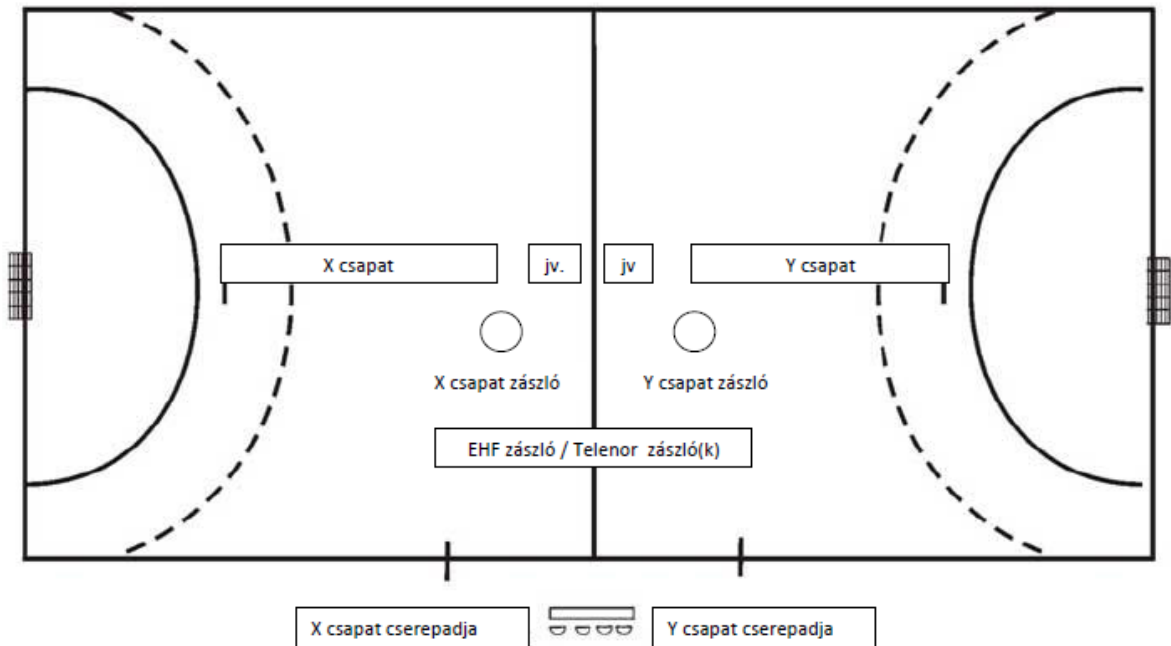 X csapat
jv.
jv
Y csapat
X csapat zászló
Y csapat zászló
EHF zászló / Telenor zászló(k)
X csapat cserepadja
Y csapat cserepadja